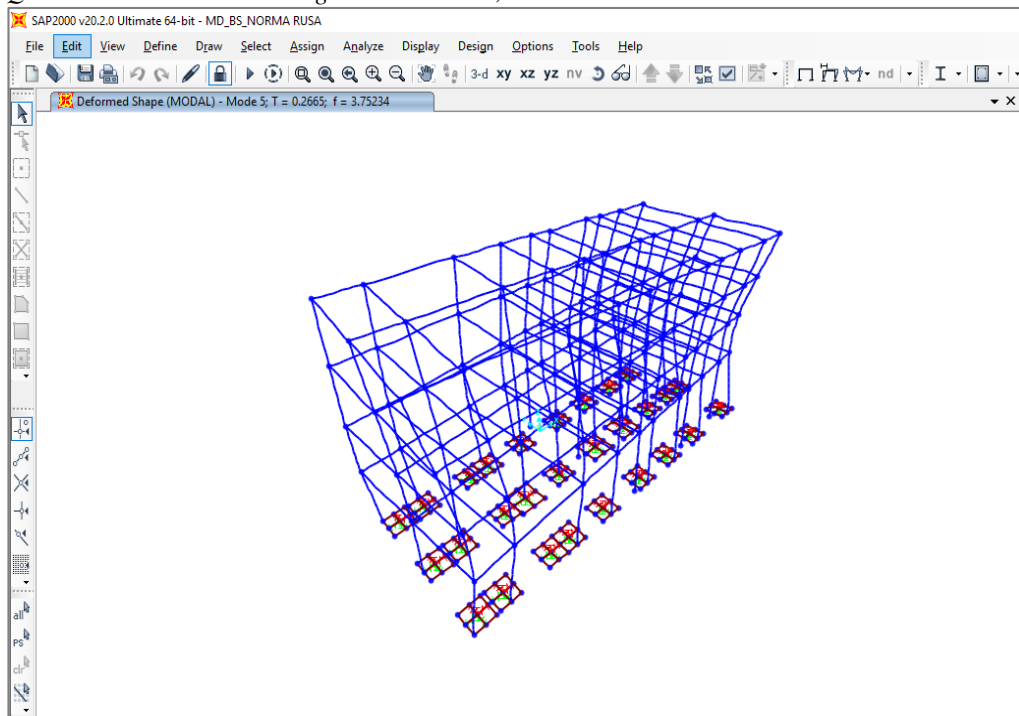 SAP2000 v20.2.0 Ultimate 64-bit - MD_BS_NORMA RUSA
File Edit View Define Draw Select Assign Analyze Display Design Options Tools Help
3-d xy xz yz nv nd
Deformed Shape (MODAL) - Mode 5; T = 0.2665; f = 3.75234
all
PS
clr